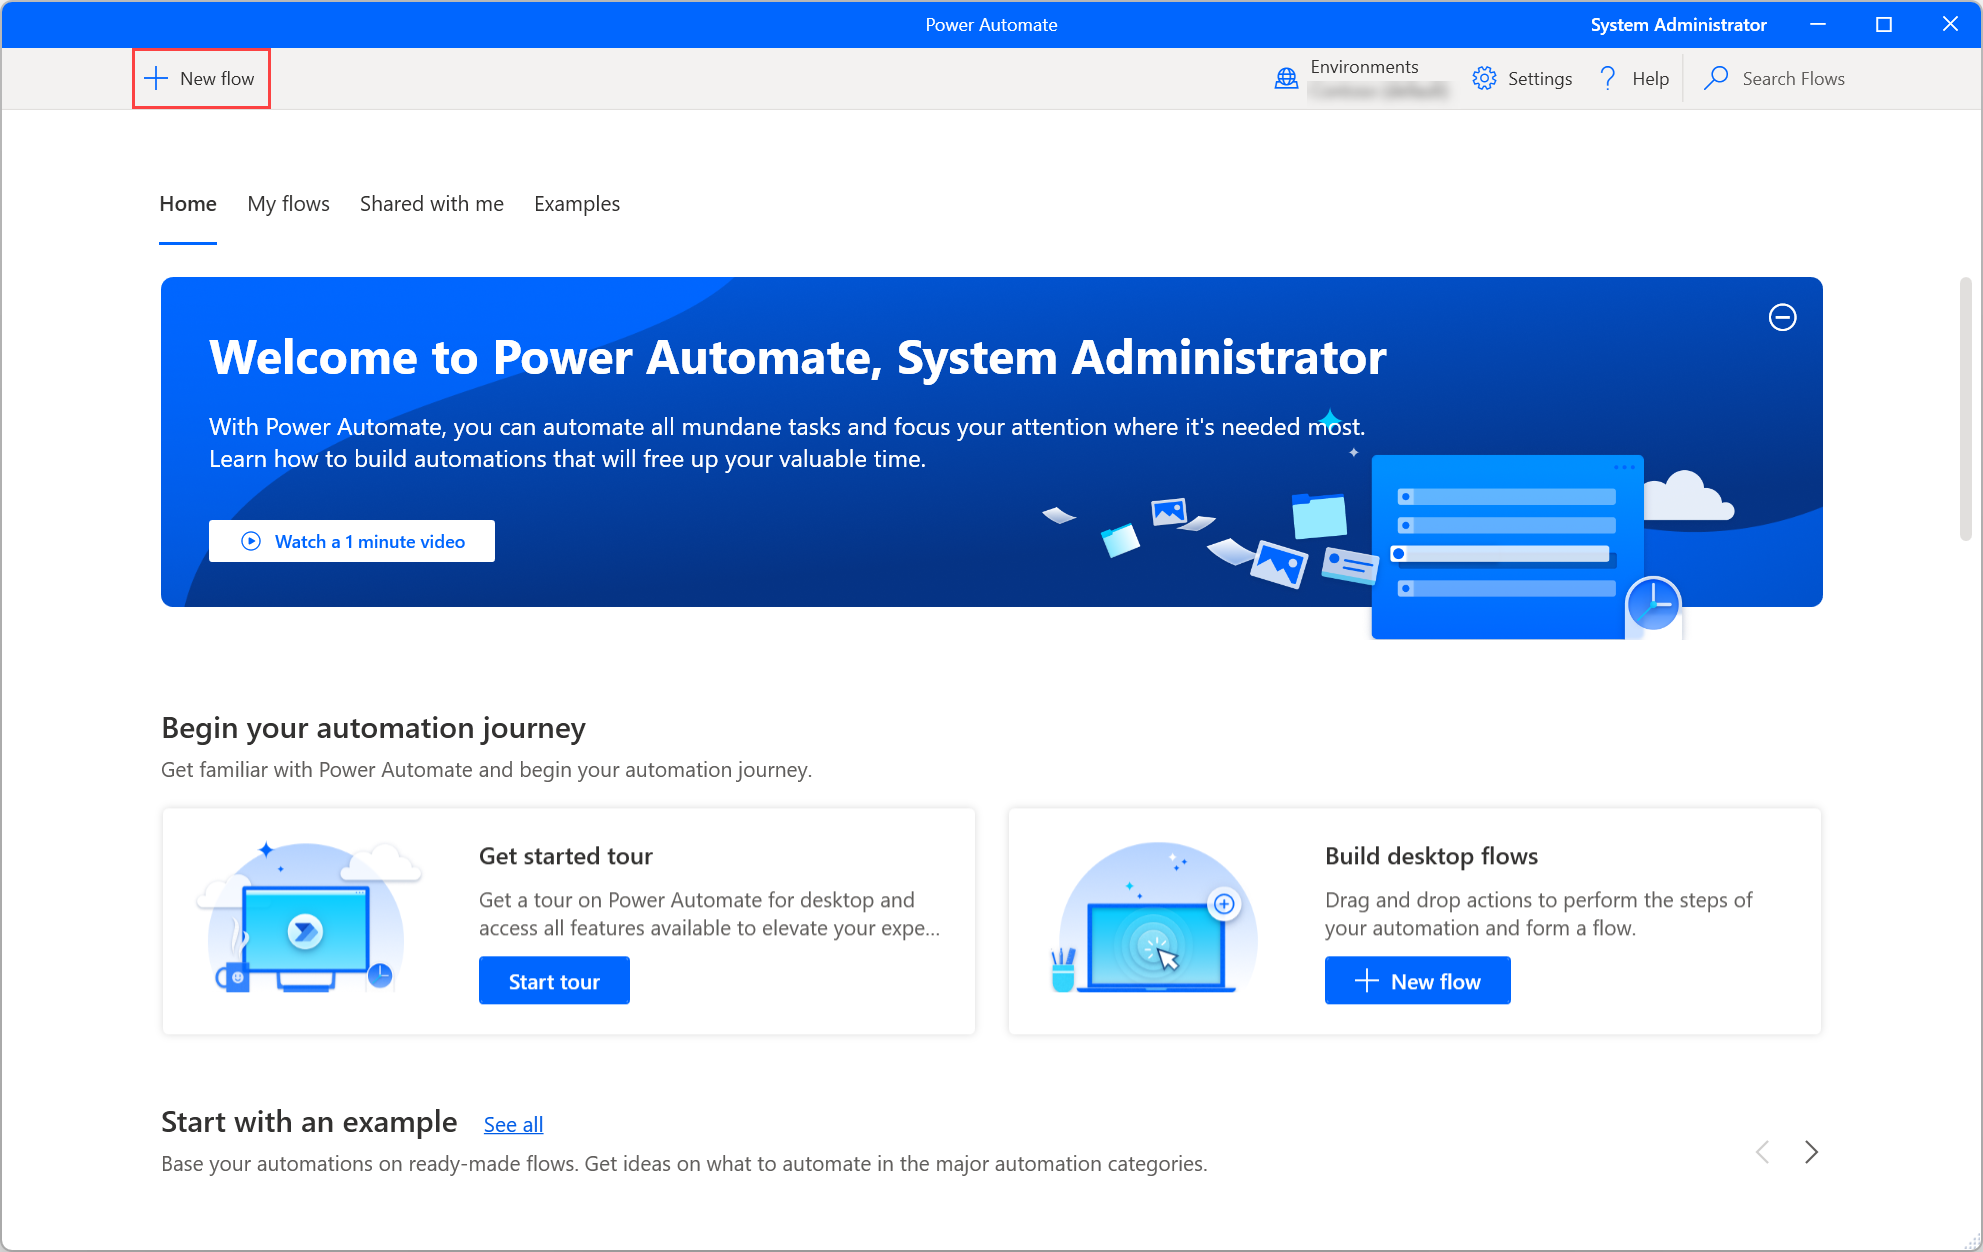 Power Automate
System Administrator
New flow
Environments
Settings
Help
Search Flows
Home
My flows
Shared with me
Examples
Welcome to Power Automate, System Administrator
With Power Automate, you can automate all mundane tasks and focus your attention where it's needed most.
Learn how to build automations that will free up your valuable time.
Watch a 1 minute video
Begin your automation journey
Get familiar with Power Automate and begin your automation journey.
Get started tour
Get a tour on Power Automate for desktop and
access all features available to elevate your expe...
Start tour
Build desktop flows
Drag and drop actions to perform the steps of
your automation and form a flow.
New flow
Start with an example
See all
Base your automations on ready-made flows. Get ideas on what to automate in the major automation categories.